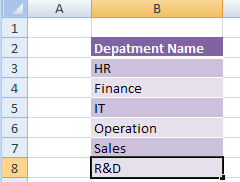 A B
1
2 Depatment Name
3 HR
4 Finance
5 IT
6 Operation
7 Sales
8 R&D